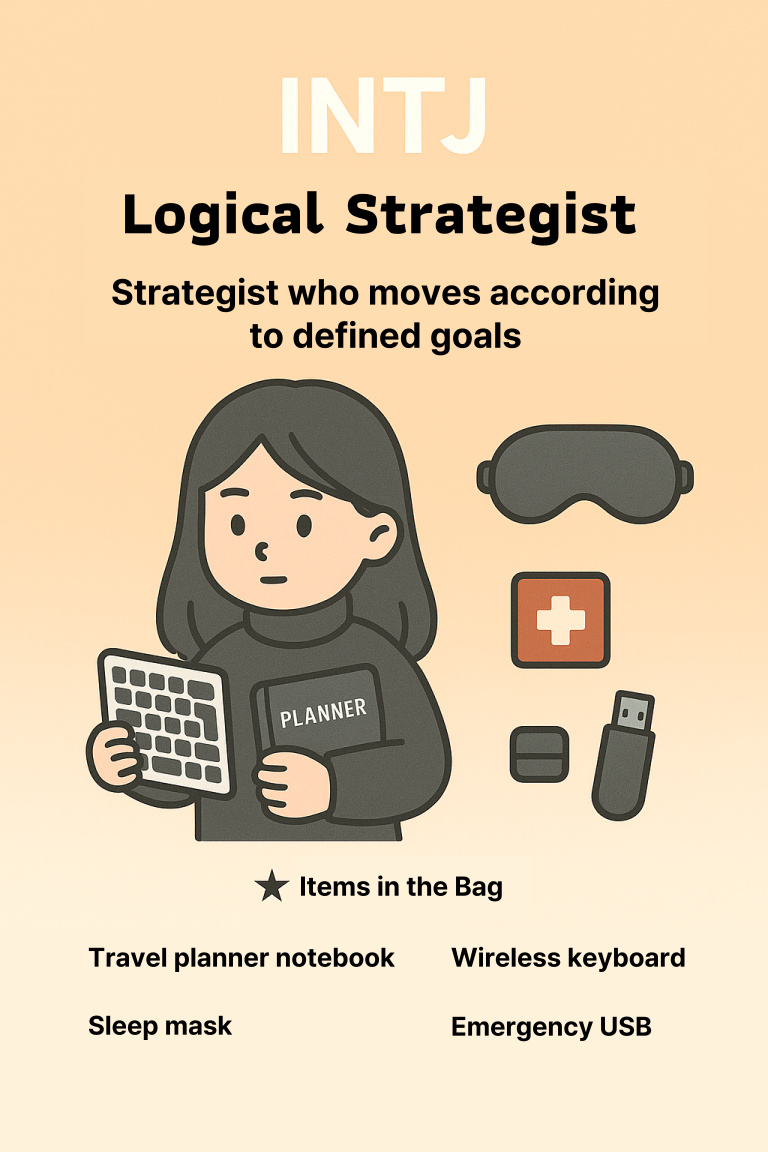 INTJ
Logical Strategist
Strategist who moves according
to defined goals
PLANNER
★ Items in the Bag
Travel planner notebook
Wireless keyboard
Sleep mask
Emergency USB